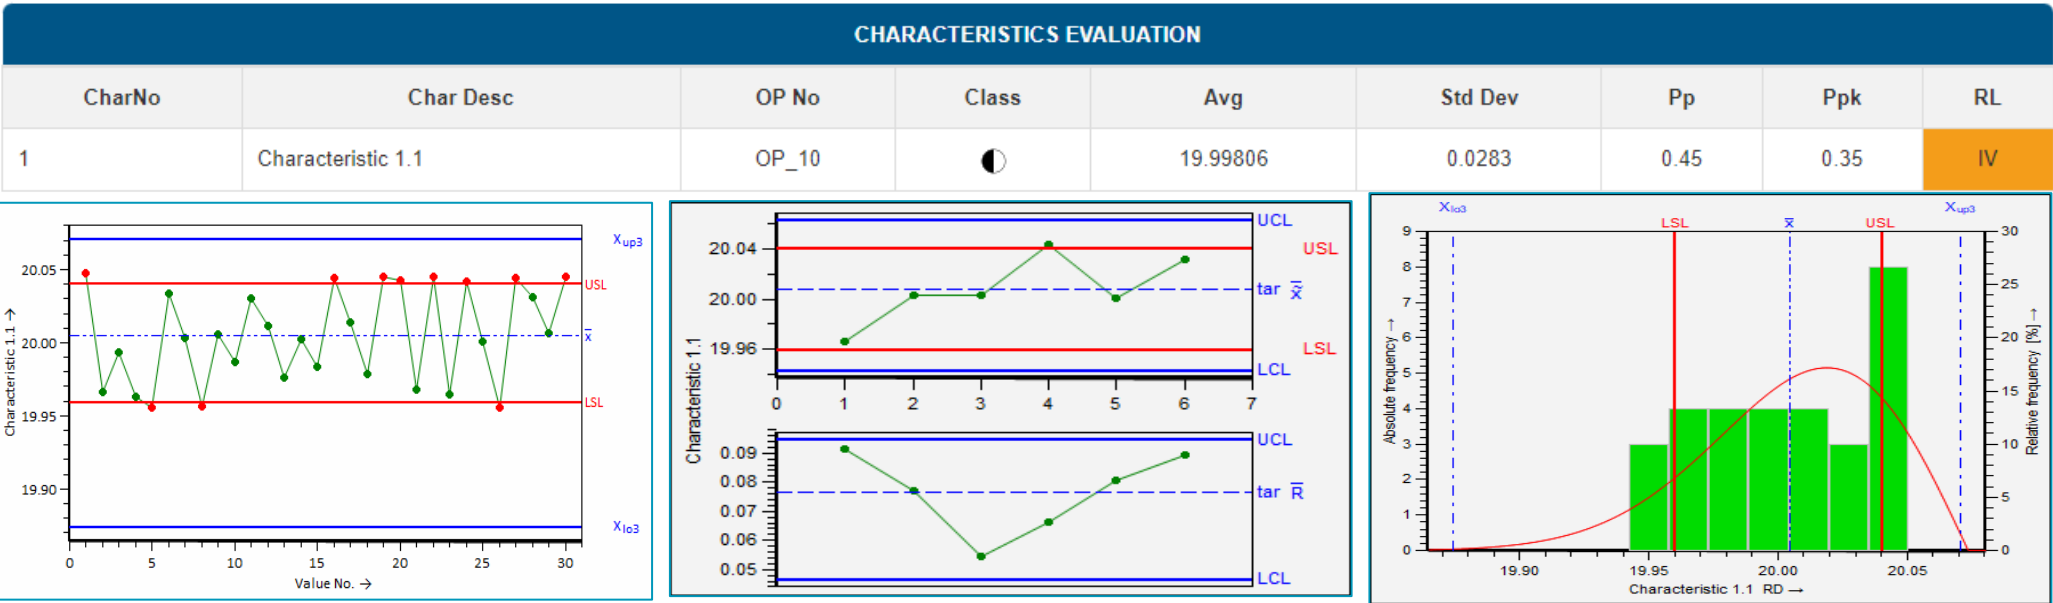 CHARACTERISTICS EVALUATION
CharNo Char Desc OP No Class Avg Std Dev Pp Ppk RL
1 Characteristic 1.1 OP_10 19.99806 0.0283 0.45 0.35 IV
Characteristic 1.1 →
20.05
20.00
19.95
19.90
0 5 10 15 20 25 30
Value No. →
Xup3
USL
x̄
LSL
Xlo3
Characteristic 1.1
20.04
20.00
19.96
0 1 2 3 4 5 6 7
UCL
USL
tar x̿
LSL
LCL
0.09
0.08
0.07
0.06
0.05
UCL
tar R̄
LCL
Xlo3 Xup3
LSL x̄ USL
Absolute frequency →
9
8
7
6
5
4
3
2
1
0
30
25
20
15
10
5
0
Relative frequency [%] →
19.90 19.95 20.00 20.05
Characteristic 1.1 RD →